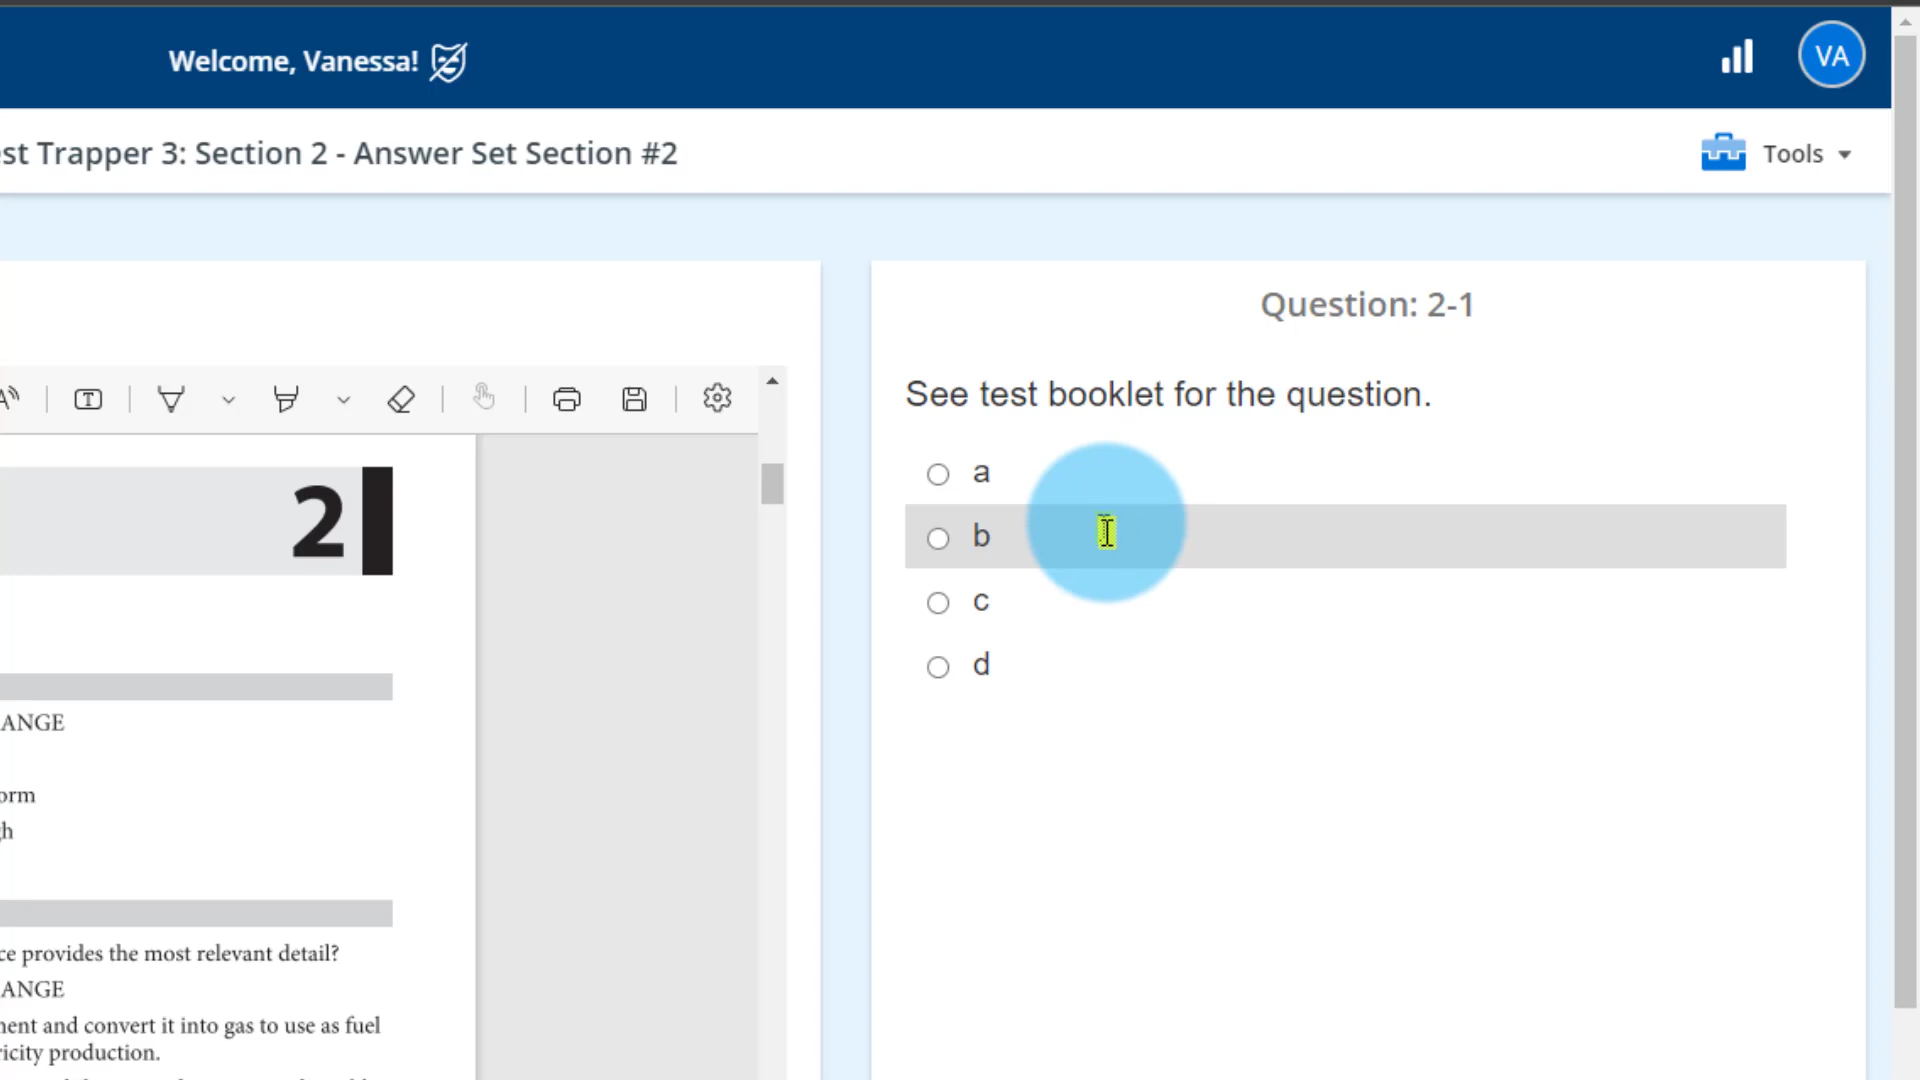 Welcome, Vanessa!
VA
st Trapper 3: Section 2 - Answer Set Section #2
Tools
Question: 2-1
See test booklet for the question.
a
b
c
d
2
ANGE
orm
gh
ce provides the most relevant detail?
ANGE
nent and convert it into gas to use as fuel
ricity production.